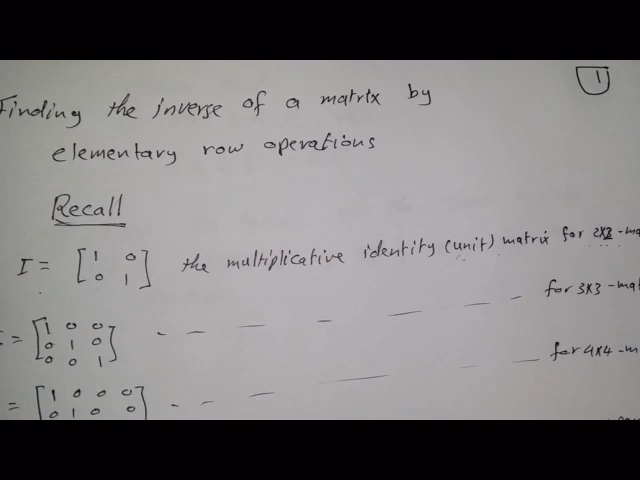 1
Finding the inverse of a matrix by
elementary row operations
Recall
I = [1 0 the multiplicative identity (unit) matrix for 2x2 -ma
0 1]
= [1 0 0 for 3x3 -mat
0 1 0
0 0 1]
= [1 0 0 0 for 4x4 -m
0 1 0 0]